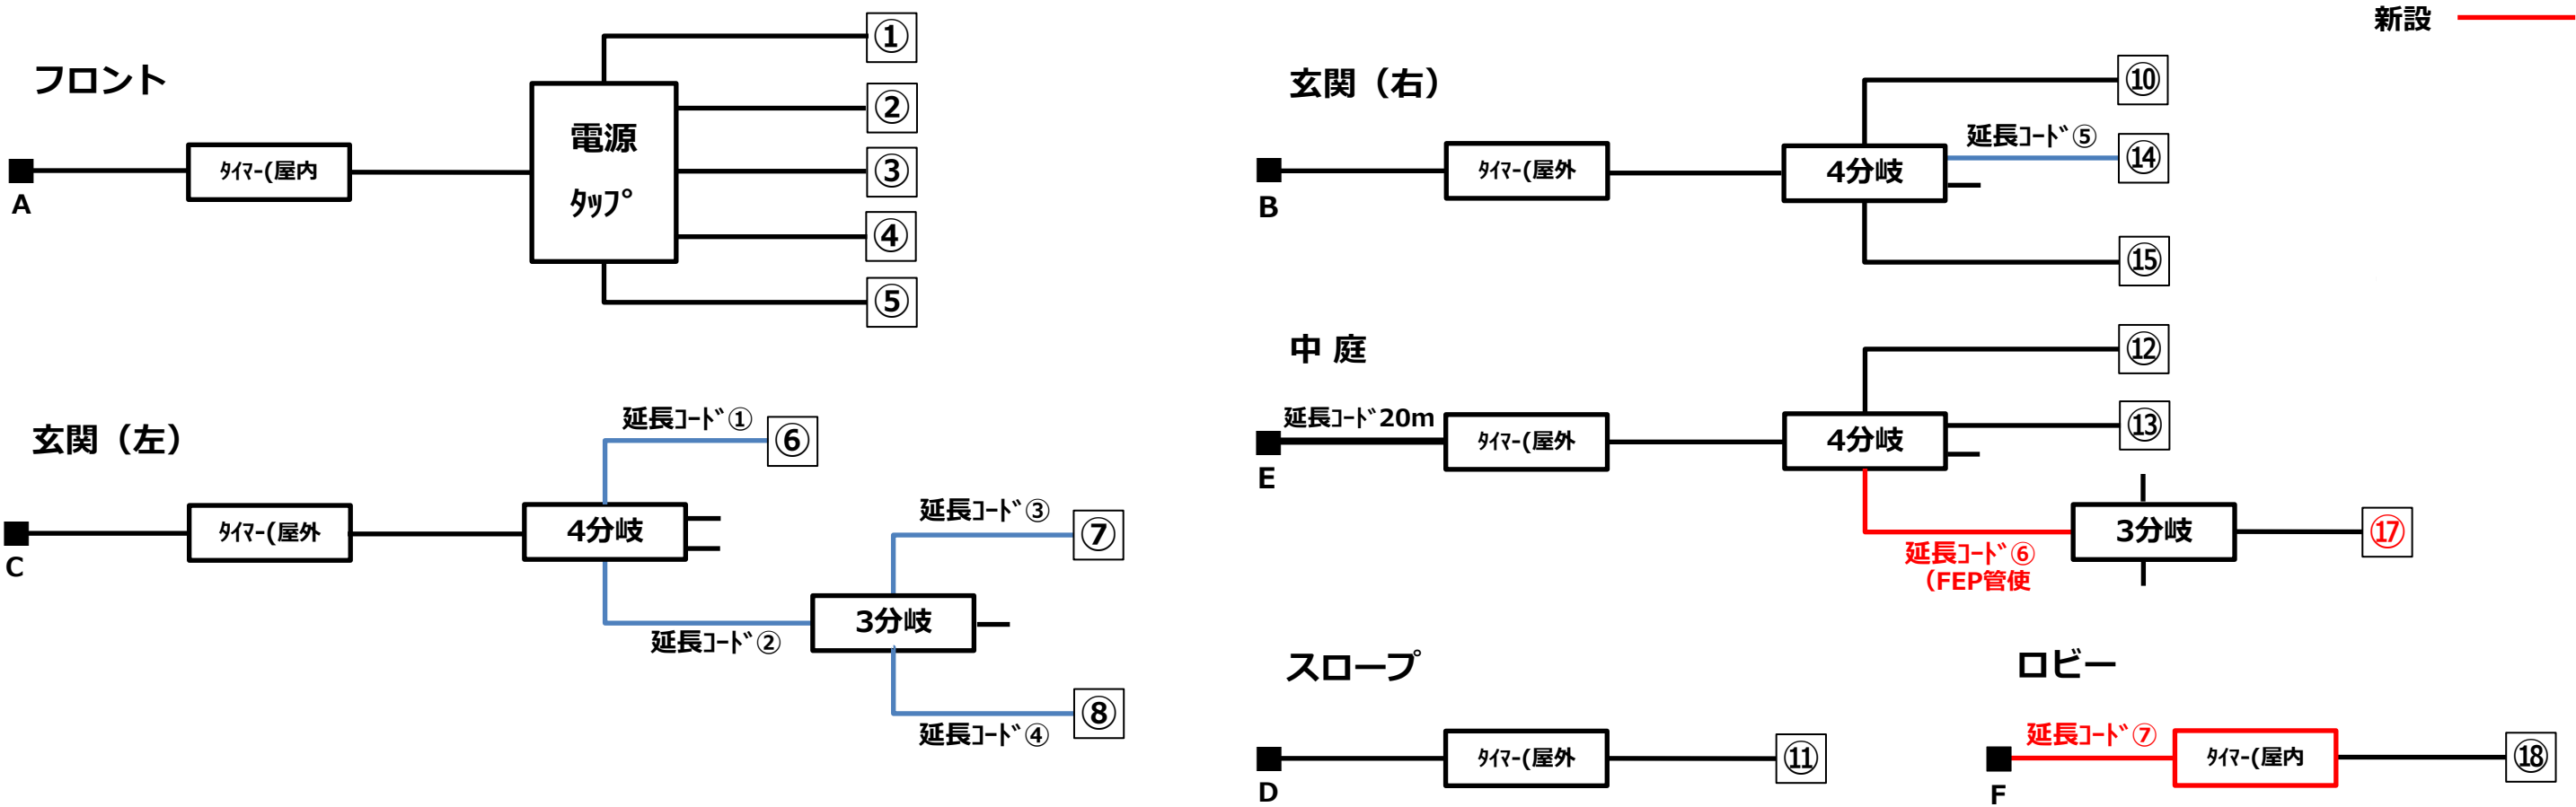 新設
フロント
①
②
電源
ﾀｯﾌﾟ
ﾀｲﾏｰ(屋内
③
A
④
⑤
玄関（左）
延長ｺｰﾄﾞ①
⑥
ﾀｲﾏｰ(屋外
4分岐
C
延長ｺｰﾄﾞ③
⑦
3分岐
延長ｺｰﾄﾞ②
延長ｺｰﾄﾞ④
⑧
玄関（右）
⑩
延長ｺｰﾄﾞ⑤
⑭
ﾀｲﾏｰ(屋外
4分岐
B
⑮
中 庭
⑫
延長ｺｰﾄﾞ20m
ﾀｲﾏｰ(屋外
4分岐
⑬
E
3分岐
⑰
延長ｺｰﾄﾞ⑥
（FEP管使
スロープ
ﾀｲﾏｰ(屋外
⑪
D
ロビー
延長ｺｰﾄﾞ⑦
ﾀｲﾏｰ(屋内
⑱
F